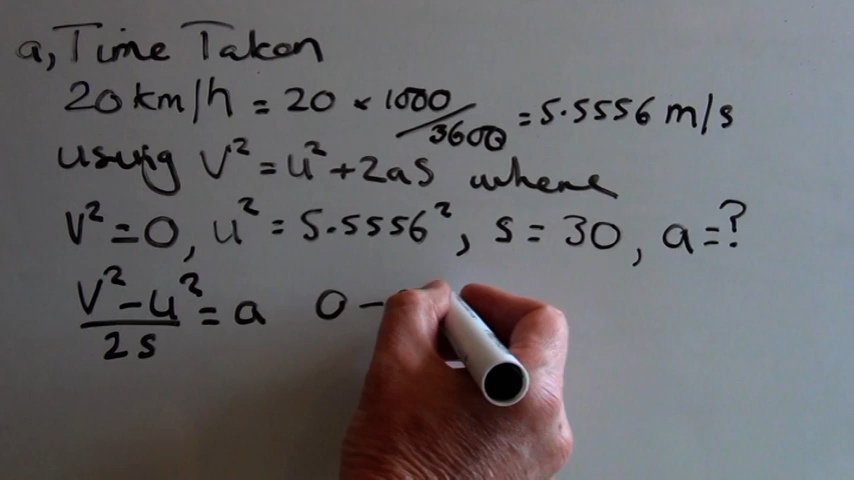 a, Time Taken
20 km/h = 20 × 1000/3600 = 5.5556 m/s
using V² = u² + 2as where
V² = 0, u² = 5.5556², s = 30, a = ?
V² - u²/2s = a 0 -